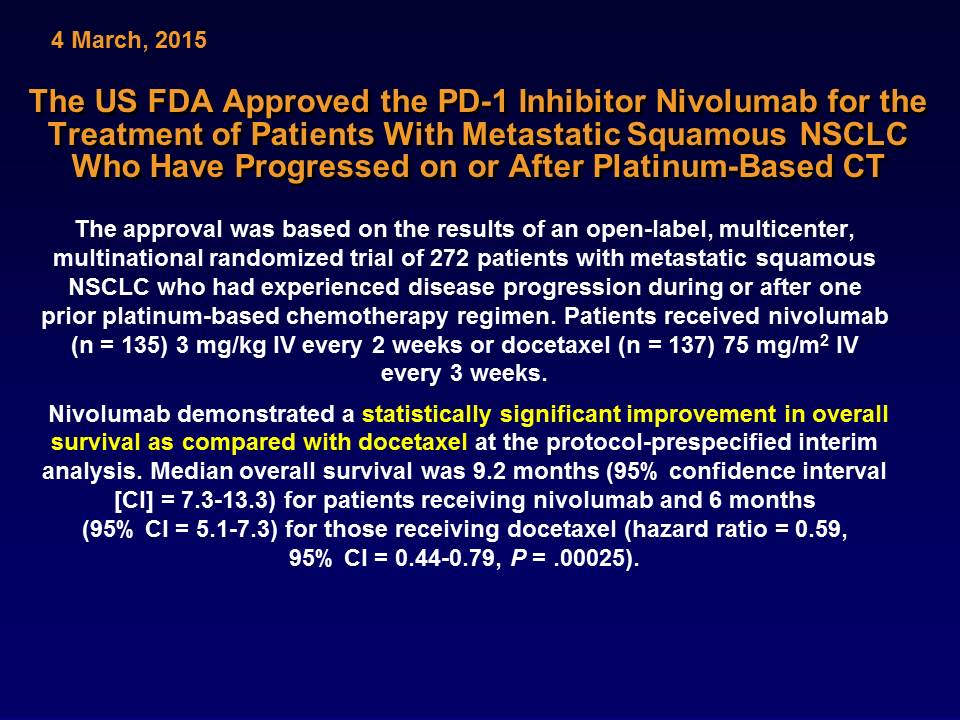 4 March, 2015
The US FDA Approved the PD-1 Inhibitor Nivolumab for the
Treatment of Patients With Metastatic Squamous NSCLC
Who Have Progressed on or After Platinum-Based CT
The approval was based on the results of an open-label, multicenter,
multinational randomized trial of 272 patients with metastatic squamous
NSCLC who had experienced disease progression during or after one
prior platinum-based chemotherapy regimen. Patients received nivolumab
(n = 135) 3 mg/kg IV every 2 weeks or docetaxel (n = 137) 75 mg/m² IV
every 3 weeks.
Nivolumab demonstrated a statistically significant improvement in overall
survival as compared with docetaxel at the protocol-prespecified interim
analysis. Median overall survival was 9.2 months (95% confidence interval
[CI] = 7.3-13.3) for patients receiving nivolumab and 6 months
(95% CI = 5.1-7.3) for those receiving docetaxel (hazard ratio = 0.59,
95% CI = 0.44-0.79, P = .00025).